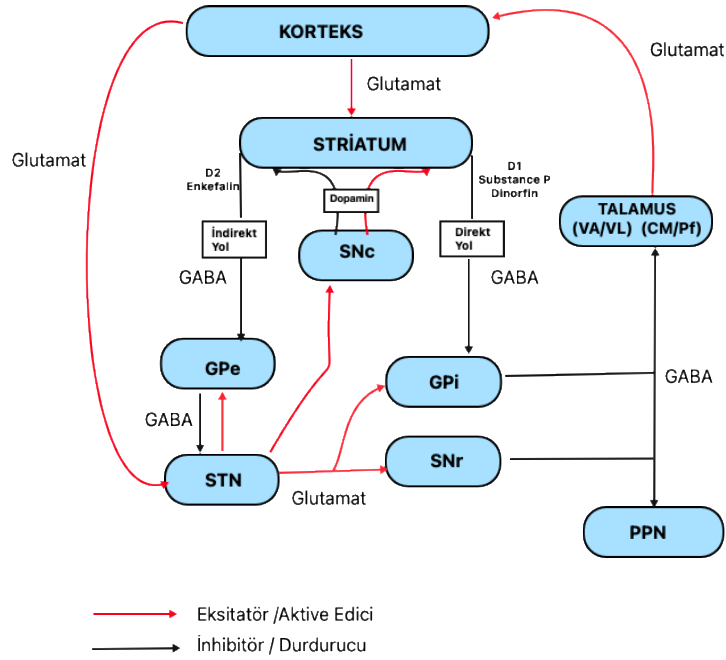 KORTEKS
Glutamat
Glutamat
Glutamat
STRİATUM
D2
Enkefalin
D1
Substance P
Dinorfin
Dopamin
İndirekt
Yol
Direkt
Yol
SNc
TALAMUS
(VA/VL) (CM/Pf)
GABA
GABA
GPe
GPi
GABA
GABA
STN
SNr
Glutamat
PPN
Eksitatör /Aktive Edici
İnhibitör / Durdurucu